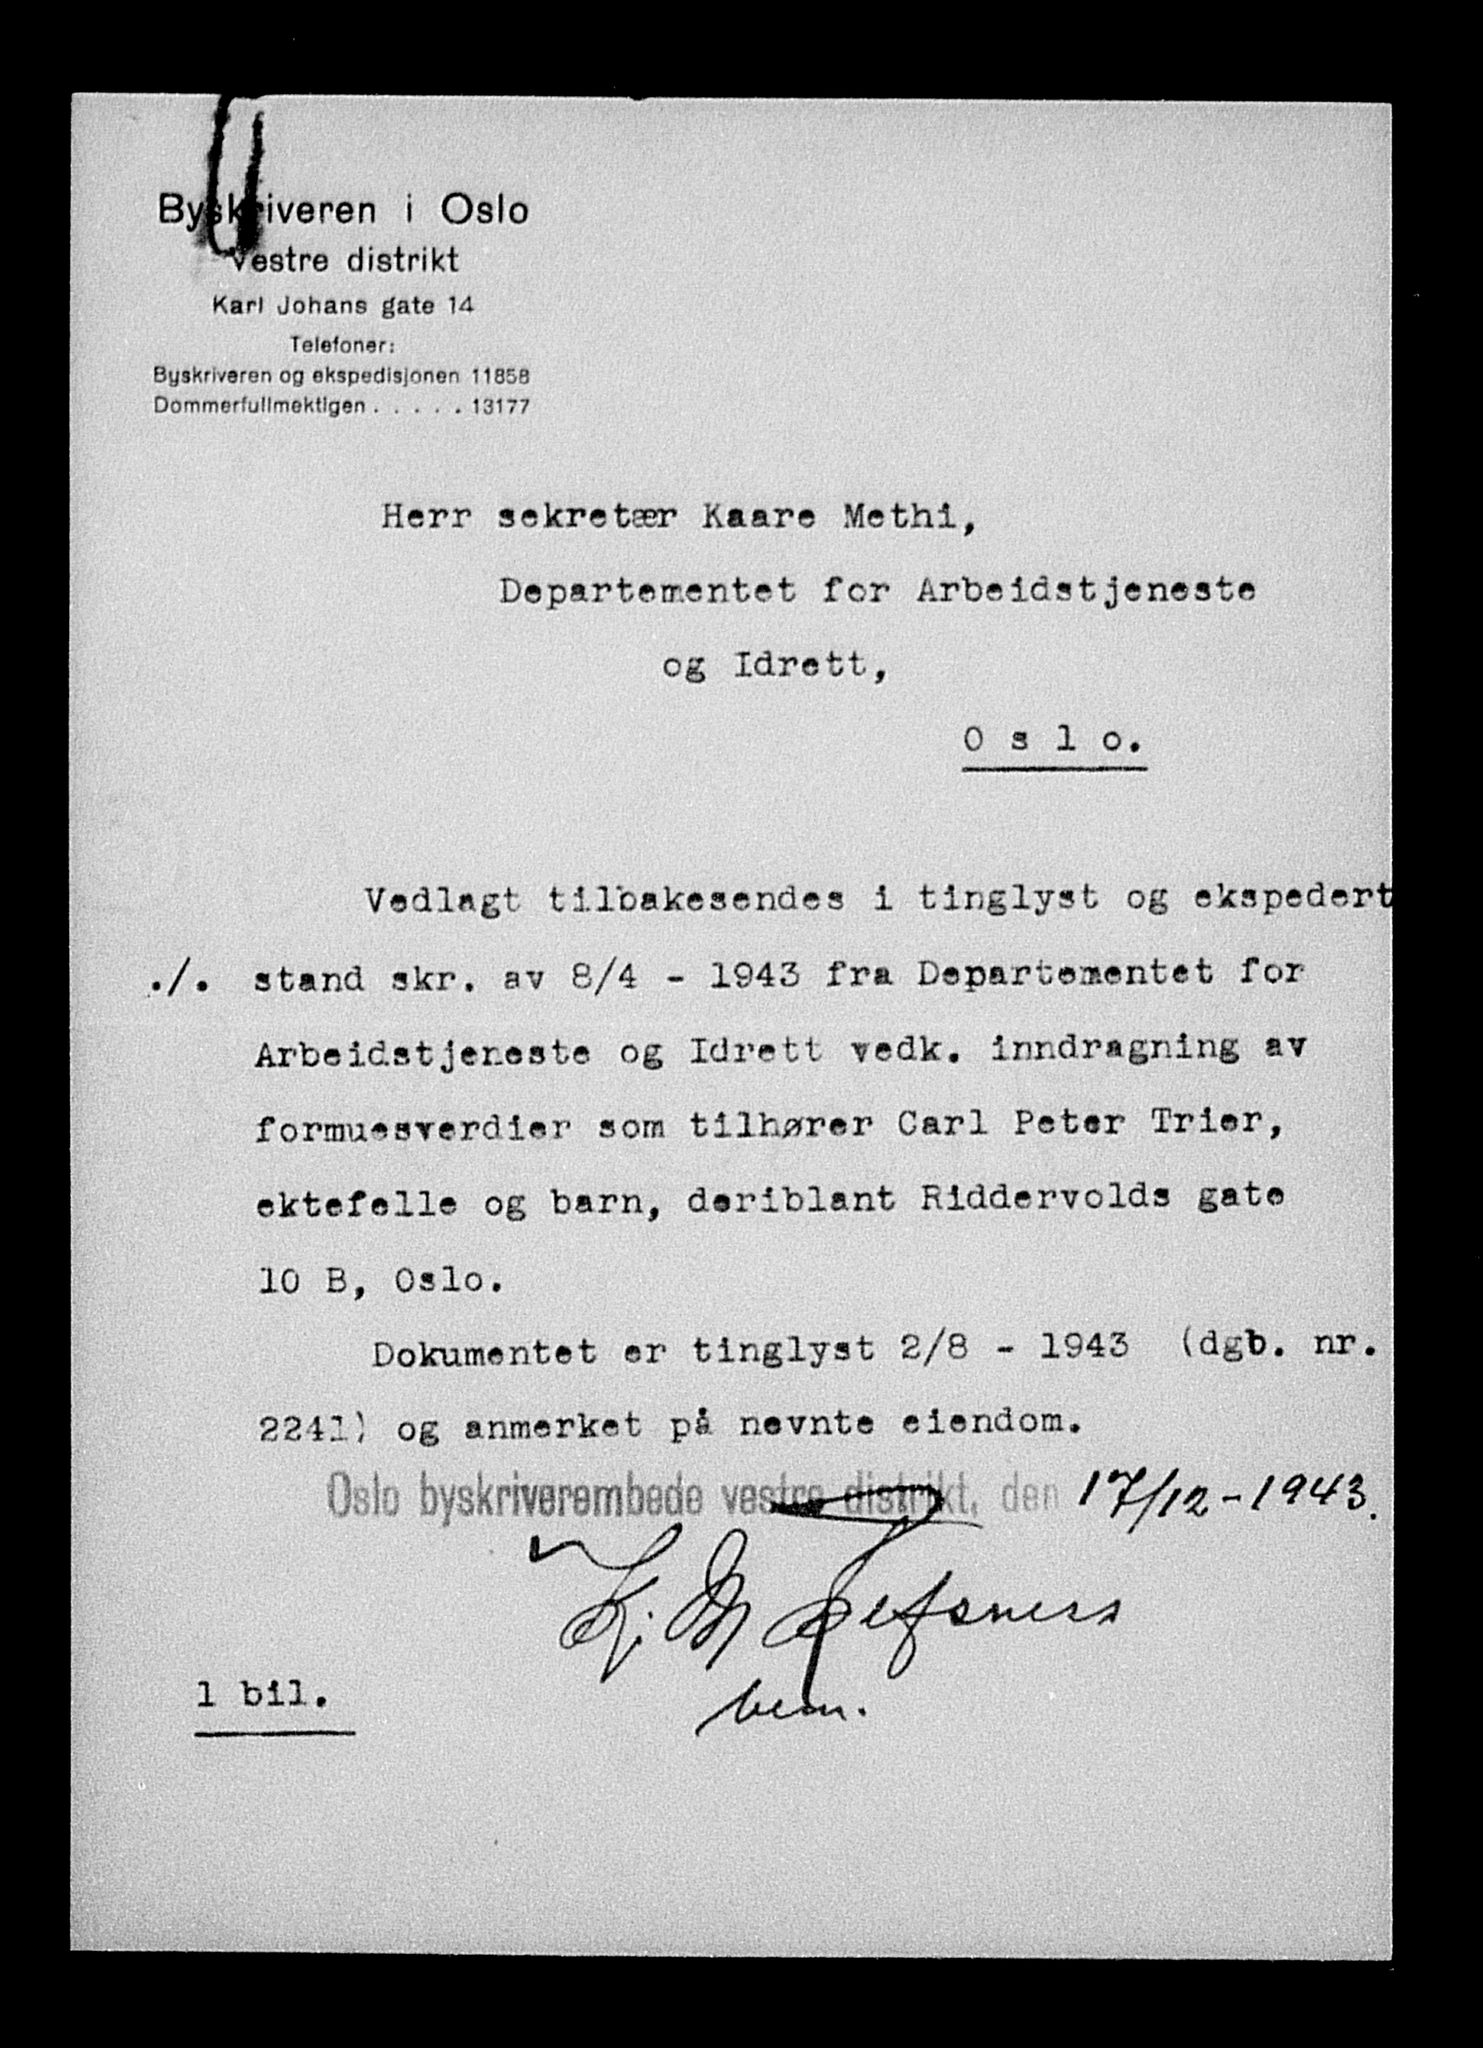 Byskriveren i Oslo
Vestre distrikt
Karl Johans gate 14
Telefoner:
Byskriveren og ekspedisjonen 11858
Dommerfullmektigen . . . . . 13177
Herr sekretær Kaare Methi,
Departementet for Arbeidstjeneste
og Idrett,
O s l o.
Vedlagt tilbakesendes i tinglyst og ekspedert
./. stand skr. av 8/4 - 1943 fra Departementet for
Arbeidstjeneste og Idrett vedk. inndragning av
formuesverdier som tilhører Carl Peter Trier,
ektefelle og barn, deriblant Riddervolds gate
10 B, Oslo.
Dokumentet er tinglyst 2/8 - 1943 (dgb. nr.
2241) og anmerket på nevnte eiendom.
Oslo byskriverembede vestre distrikt, den 17/12-1943.
bem.
1 bil.